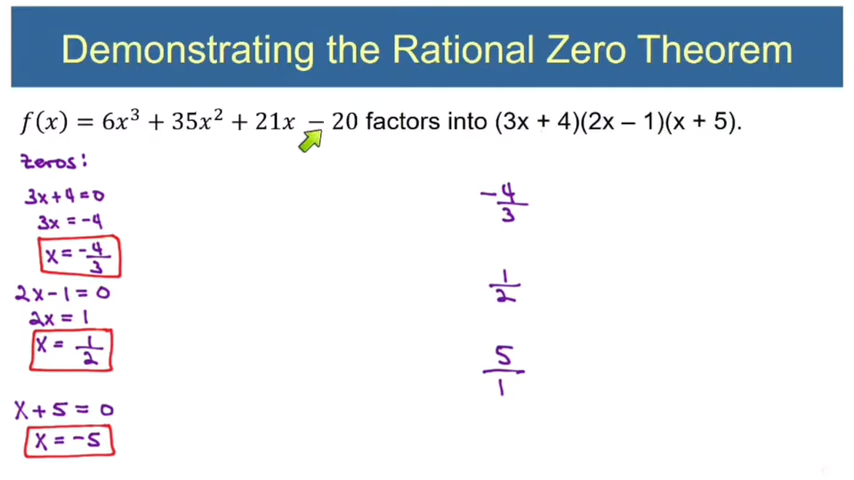 Demonstrating the Rational Zero Theorem
f(x) = 6x³ + 35x² + 21x − 20 factors into (3x + 4)(2x – 1)(x + 5).
Zeros:
3x+4=0
3x = -4
x = -4/3
2x-1=0
2x = 1
x = 1/2
x+5=0
x = -5
-4/3
1/2
5/1